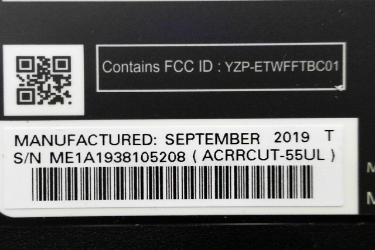 Contains FCC ID : YZP-ETWFFTBC01
MANUFACTURED: SEPTEMBER 2019 T
S/N ME1A1938105208 ( ACRRCUT-55UL )
M
M